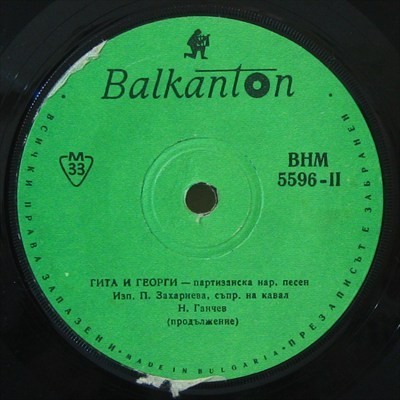 Balkanton
М
33
ВНМ
5596-II
ГИТА И ГЕОРГИ — партизанска нар. песен
Изп. П. Захариева, съпр. на кавал
Н. Ганчев
(продължение)
ВСИЧКИ ПРАВА ЗАПАЗЕНИ • MADE IN BULGARIA • ПРЕЗАПИСЪТ Е ЗАБРАНЕН